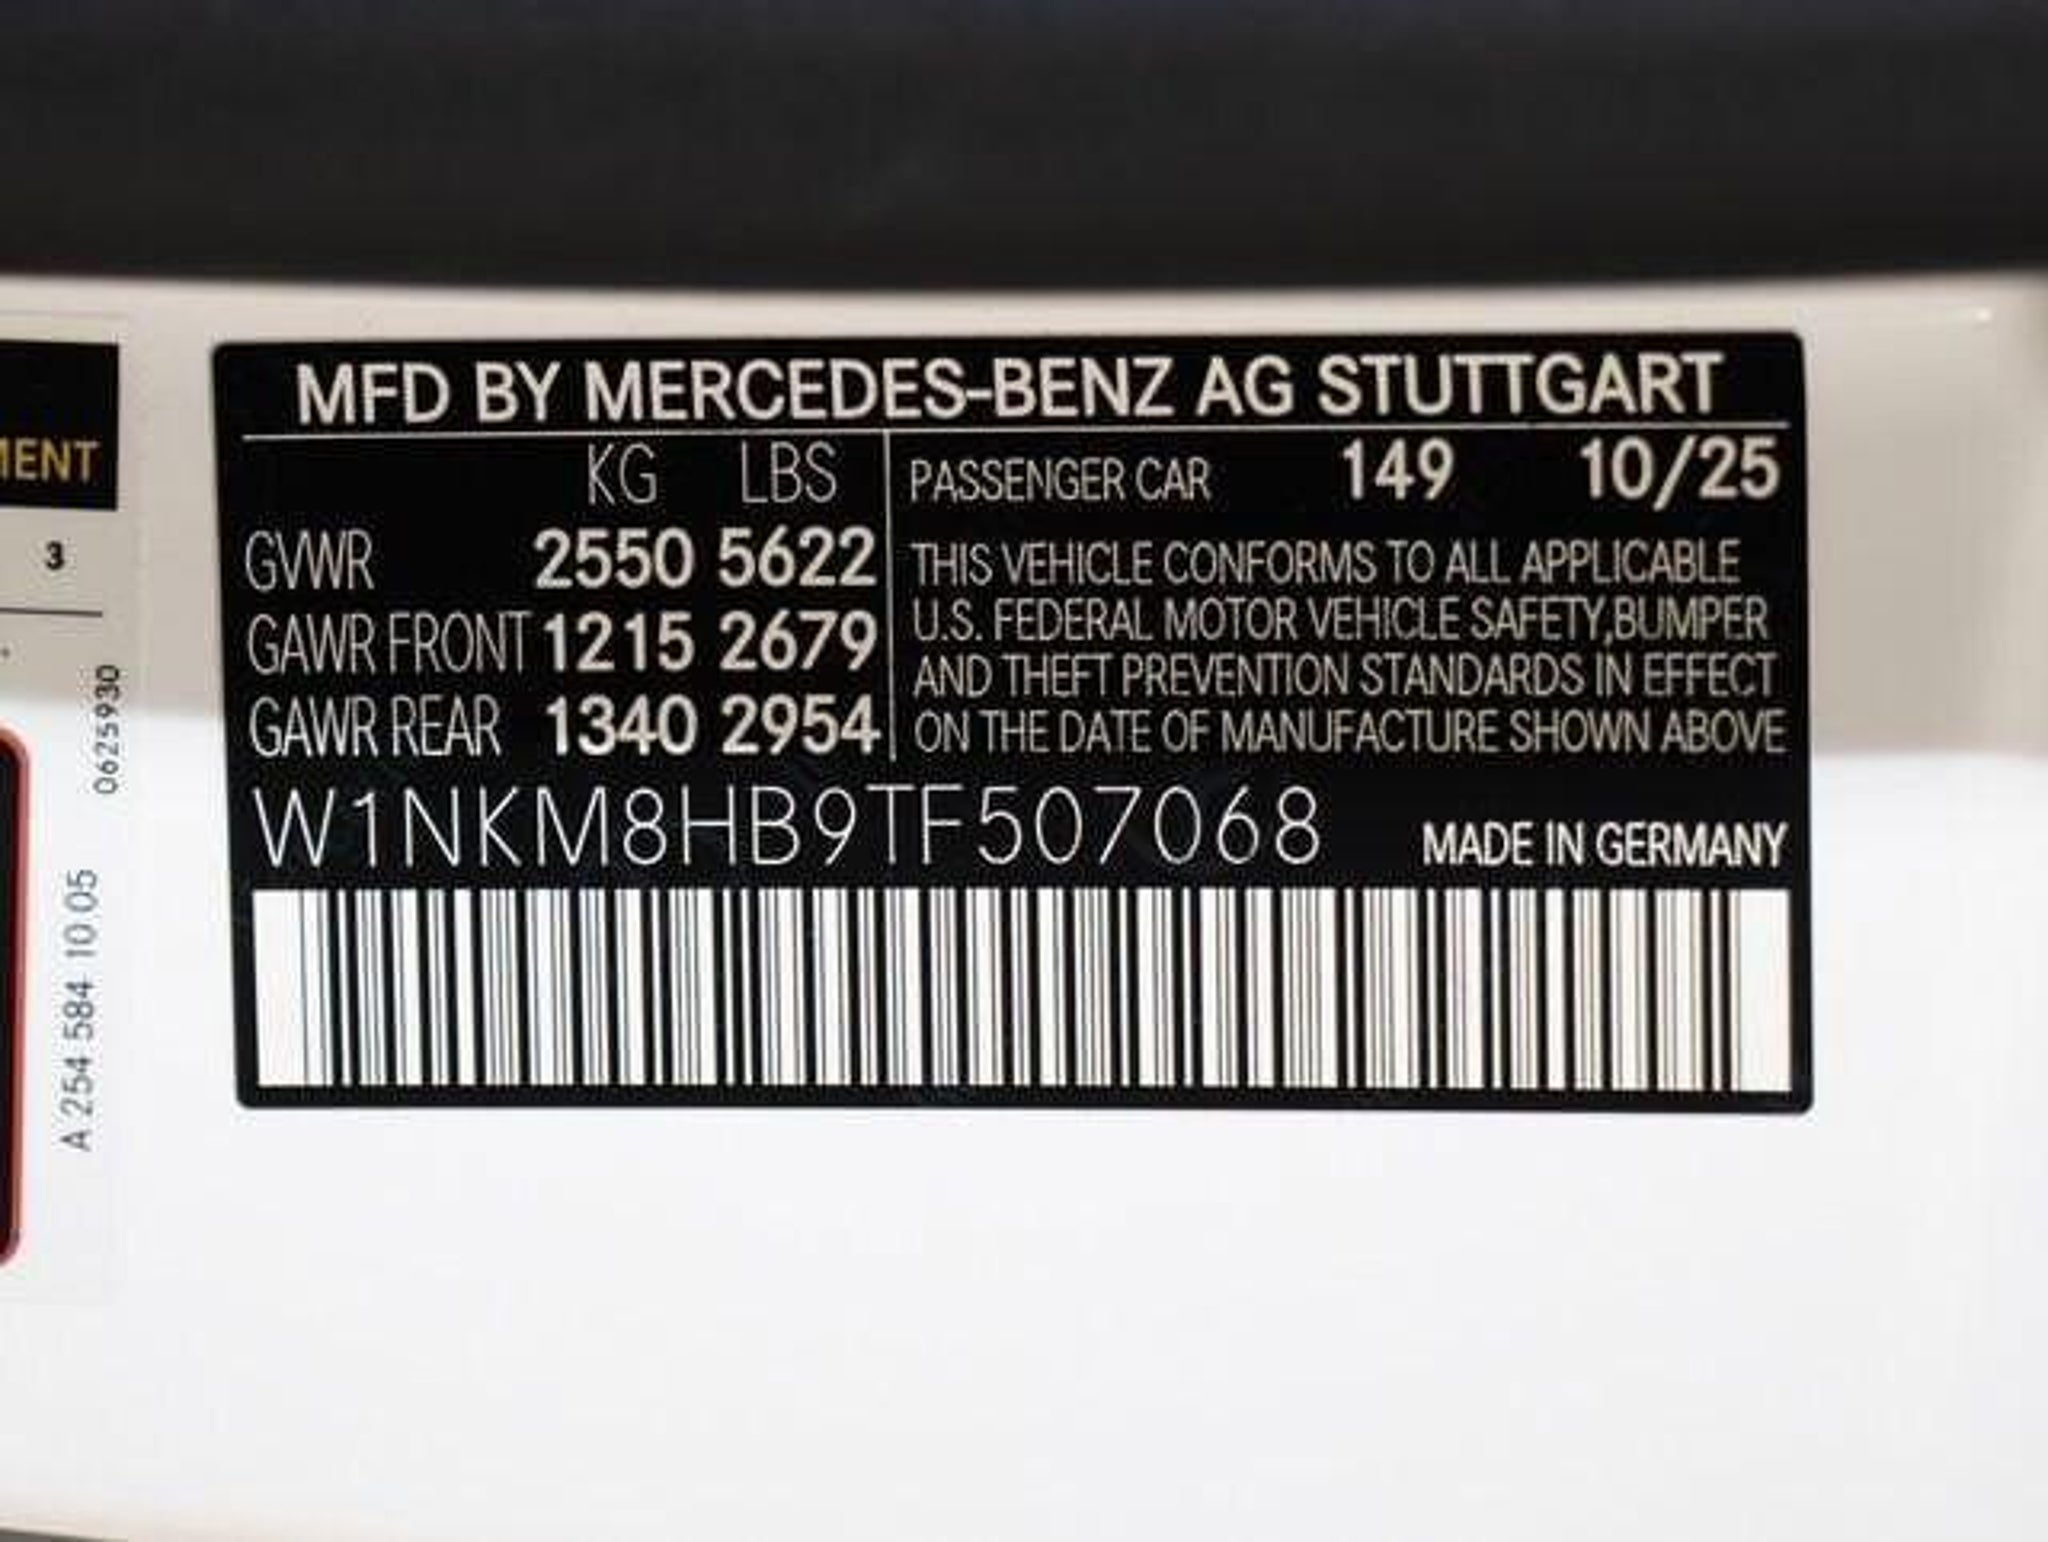 MFD BY MERCEDES-BENZ AG STUTTGART
KG LBS
GVWR 2550 5622
GAWR FRONT 1215 2679
GAWR REAR 1340 2954
PASSENGER CAR 149 10/25
THIS VEHICLE CONFORMS TO ALL APPLICABLE
U.S. FEDERAL MOTOR VEHICLE SAFETY,BUMPER
AND THEFT PREVENTION STANDARDS IN EFFECT
ON THE DATE OF MANUFACTURE SHOWN ABOVE
W1NKM8HB9TF507068
MADE IN GERMANY
3
0625930
A 254 584 10 05